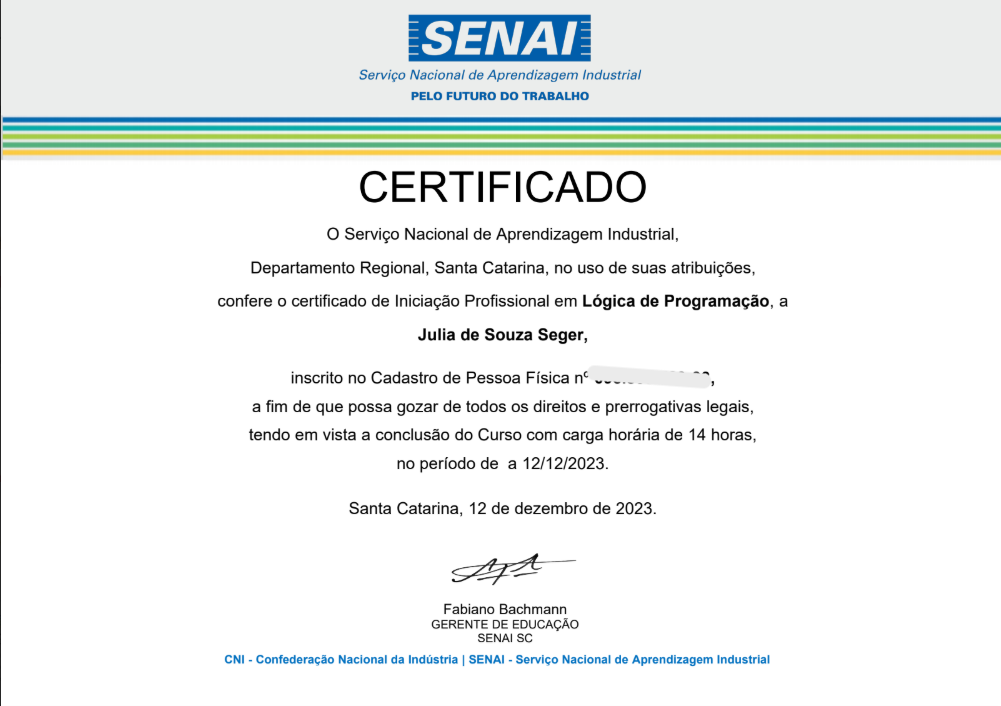 SENAI
Serviço Nacional de Aprendizagem Industrial
PELO FUTURO DO TRABALHO
CERTIFICADO
O Serviço Nacional de Aprendizagem Industrial,
Departamento Regional, Santa Catarina, no uso de suas atribuições,
confere o certificado de Iniciação Profissional em Lógica de Programação, a
Julia de Souza Seger,
inscrito no Cadastro de Pessoa Física nº
a fim de que possa gozar de todos os direitos e prerrogativas legais,
tendo em vista a conclusão do Curso com carga horária de 14 horas,
no período de a 12/12/2023.
Santa Catarina, 12 de dezembro de 2023.
Fabiano Bachmann
GERENTE DE EDUCAÇÃO
SENAI SC
CNI - Confederação Nacional da Indústria | SENAI - Serviço Nacional de Aprendizagem Industrial